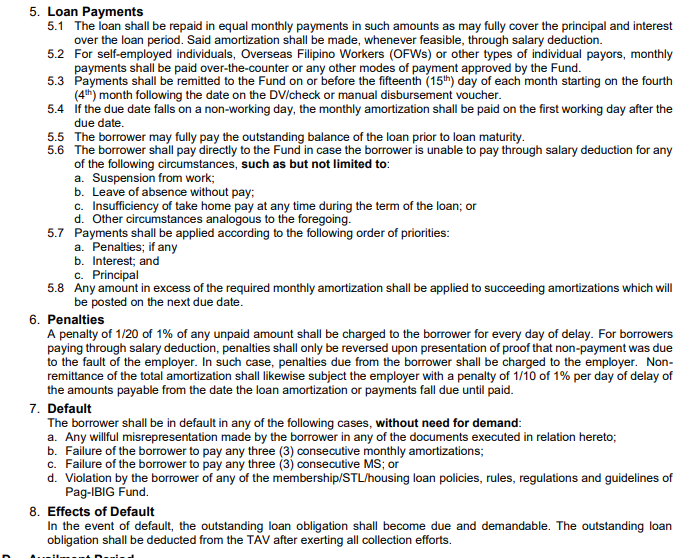 5. Loan Payments
5.1 The loan shall be repaid in equal monthly payments in such amounts as may fully cover the principal and interest
over the loan period. Said amortization shall be made, whenever feasible, through salary deduction.
5.2 For self-employed individuals, Overseas Filipino Workers (OFWs) or other types of individual payors, monthly
payments shall be paid over-the-counter or any other modes of payment approved by the Fund.
5.3 Payments shall be remitted to the Fund on or before the fifteenth (15th) day of each month starting on the fourth
(4th) month following the date on the DV/check or manual disbursement voucher.
5.4 If the due date falls on a non-working day, the monthly amortization shall be paid on the first working day after the
due date.
5.5 The borrower may fully pay the outstanding balance of the loan prior to loan maturity.
5.6 The borrower shall pay directly to the Fund in case the borrower is unable to pay through salary deduction for any
of the following circumstances, such as but not limited to:
a. Suspension from work;
b. Leave of absence without pay;
c. Insufficiency of take home pay at any time during the term of the loan; or
d. Other circumstances analogous to the foregoing.
5.7 Payments shall be applied according to the following order of priorities:
a. Penalties; if any
b. Interest; and
c. Principal
5.8 Any amount in excess of the required monthly amortization shall be applied to succeeding amortizations which will
be posted on the next due date.
6. Penalties
A penalty of 1/20 of 1% of any unpaid amount shall be charged to the borrower for every day of delay. For borrowers
paying through salary deduction, penalties shall only be reversed upon presentation of proof that non-payment was due
to the fault of the employer. In such case, penalties due from the borrower shall be charged to the employer. Non-
remittance of the total amortization shall likewise subject the employer with a penalty of 1/10 of 1% per day of delay of
the amounts payable from the date the loan amortization or payments fall due until paid.
7. Default
The borrower shall be in default in any of the following cases, without need for demand:
a. Any willful misrepresentation made by the borrower in any of the documents executed in relation hereto;
b. Failure of the borrower to pay any three (3) consecutive monthly amortizations;
c. Failure of the borrower to pay any three (3) consecutive MS; or
d. Violation by the borrower of any of the membership/STL/housing loan policies, rules, regulations and guidelines of
Pag-IBIG Fund.
8. Effects of Default
In the event of default, the outstanding loan obligation shall become due and demandable. The outstanding loan
obligation shall be deducted from the TAV after exerting all collection efforts.